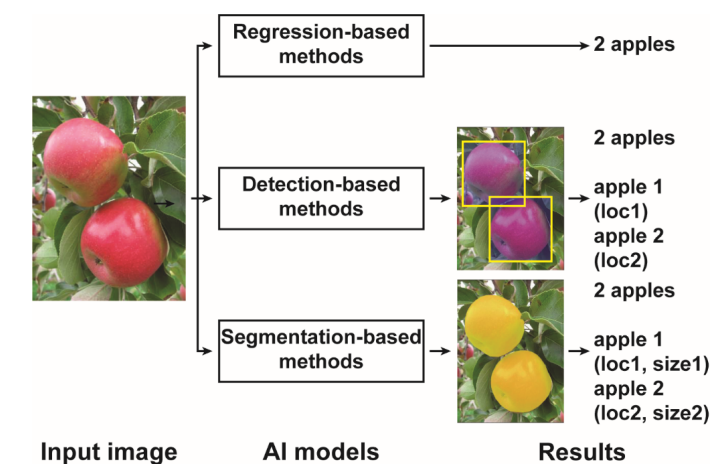 Regression-based
methods
2 apples
Detection-based
methods
2 apples
apple 1
(loc1)
apple 2
(loc2)
Segmentation-based
methods
2 apples
apple 1
(loc1, size1)
apple 2
(loc2, size2)
Input image
AI models
Results